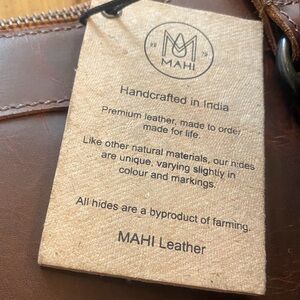 MAHI
Handcrafted in India
Premium leather, made to order
made for life.
Like other natural materials, our hides
are unique, varying slightly in
colour and markings.
All hides are a byproduct of farming.
MAHI Leather